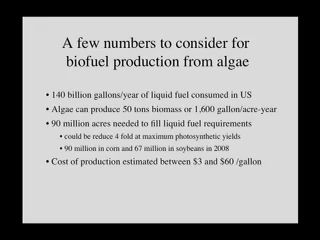 A few numbers to consider for
biofuel production from algae
• 140 billion gallons/year of liquid fuel consumed in US
• Algae can produce 50 tons biomass or 1,600 gallon/acre-year
• 90 million acres needed to fill liquid fuel requirements
• could be reduce 4 fold at maximum photosynthetic yields
• 90 million in corn and 67 million in soybeans in 2008
• Cost of production estimated between $3 and $60 /gallon